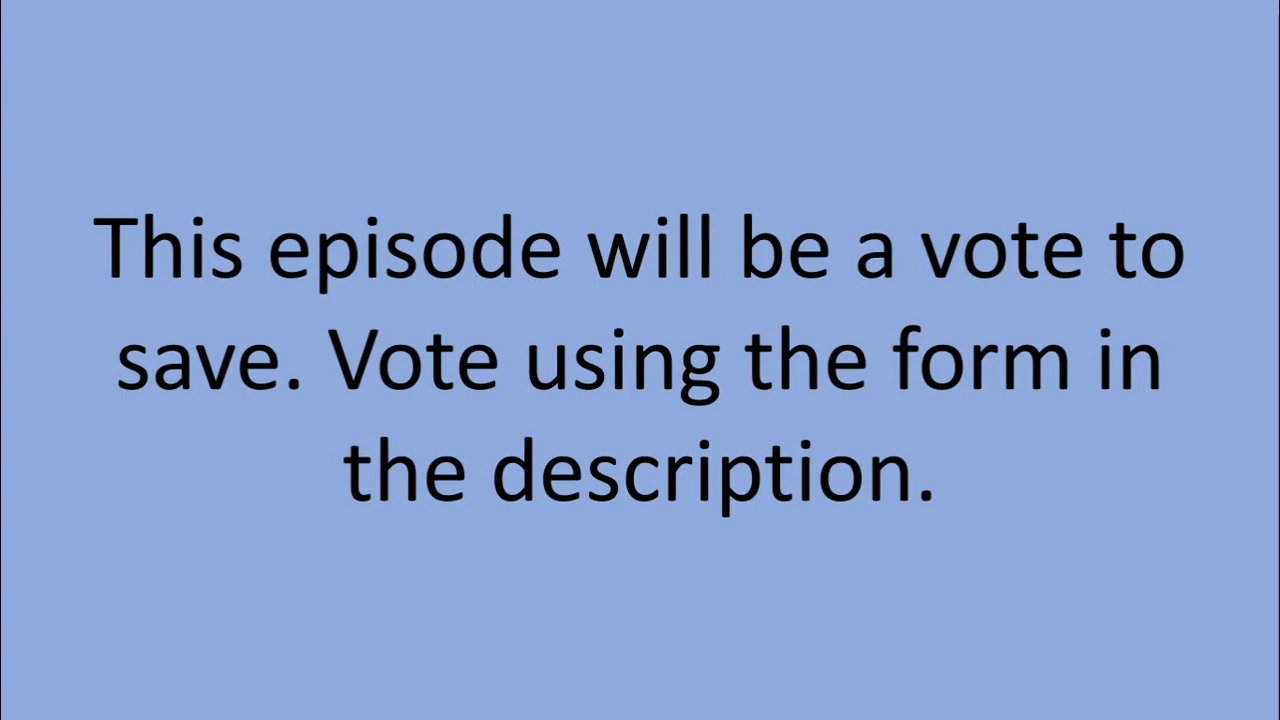 This episode will be a vote to
save. Vote using the form in
the description.